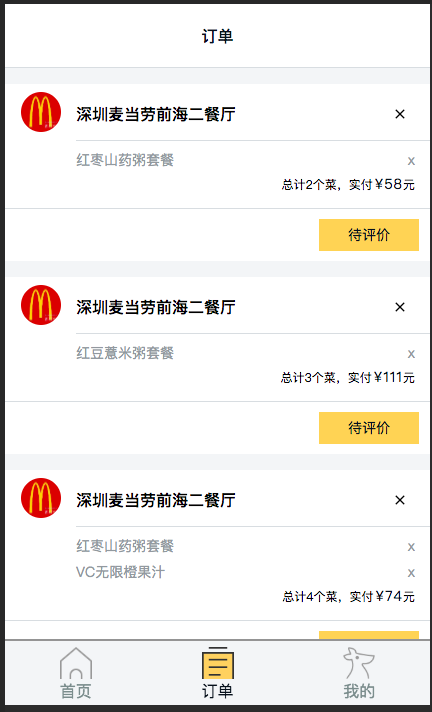 订单
深圳麦当劳前海二餐厅 ×
红枣山药粥套餐 x
总计2个菜，实付¥58元
待评价
深圳麦当劳前海二餐厅 ×
红豆薏米粥套餐 x
总计3个菜，实付¥111元
待评价
深圳麦当劳前海二餐厅 ×
红枣山药粥套餐 x
VC无限橙果汁 x
总计4个菜，实付¥74元
首页 订单 我的